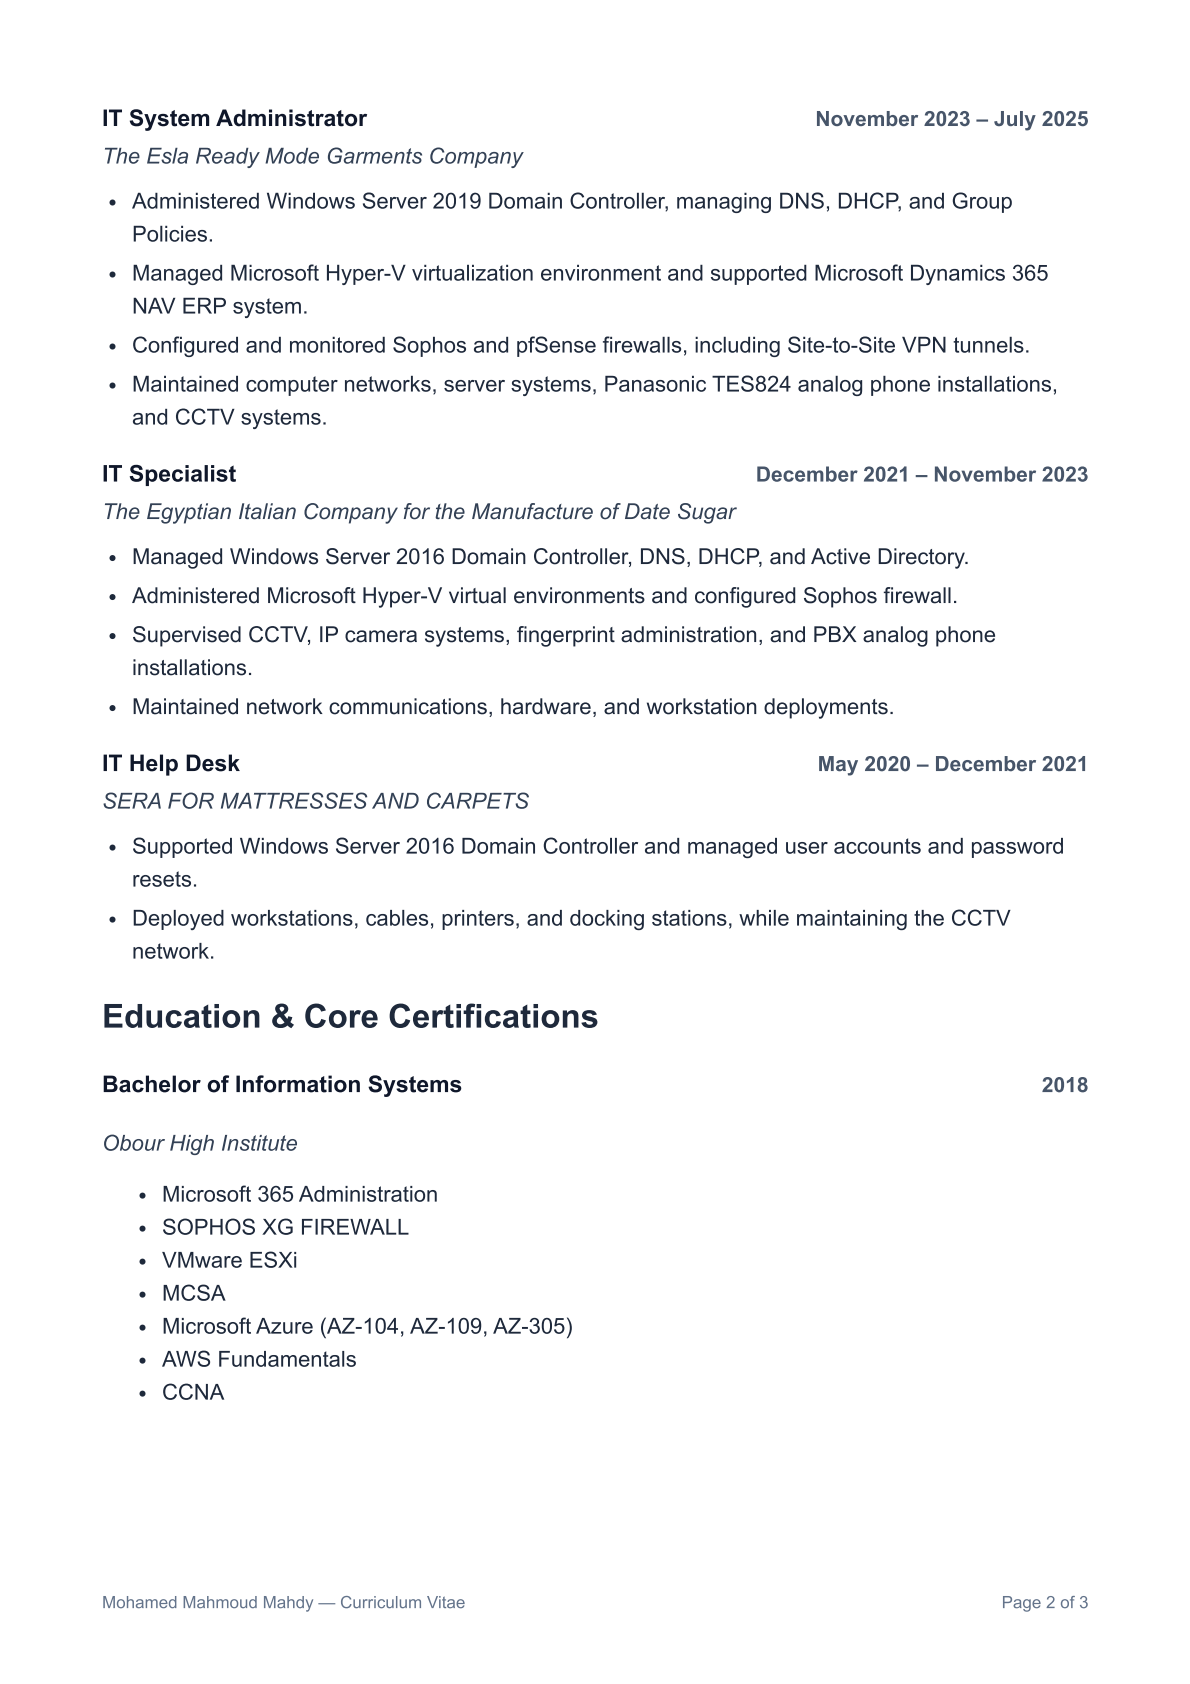 IT System Administrator November 2023 – July 2025
The Esla Ready Mode Garments Company
• Administered Windows Server 2019 Domain Controller, managing DNS, DHCP, and Group
Policies.
• Managed Microsoft Hyper-V virtualization environment and supported Microsoft Dynamics 365
NAV ERP system.
• Configured and monitored Sophos and pfSense firewalls, including Site-to-Site VPN tunnels.
• Maintained computer networks, server systems, Panasonic TES824 analog phone installations,
and CCTV systems.
IT Specialist December 2021 – November 2023
The Egyptian Italian Company for the Manufacture of Date Sugar
• Managed Windows Server 2016 Domain Controller, DNS, DHCP, and Active Directory.
• Administered Microsoft Hyper-V virtual environments and configured Sophos firewall.
• Supervised CCTV, IP camera systems, fingerprint administration, and PBX analog phone
installations.
• Maintained network communications, hardware, and workstation deployments.
IT Help Desk May 2020 – December 2021
SERA FOR MATTRESSES AND CARPETS
• Supported Windows Server 2016 Domain Controller and managed user accounts and password
resets.
• Deployed workstations, cables, printers, and docking stations, while maintaining the CCTV
network.
Education & Core Certifications
Bachelor of Information Systems 2018
Obour High Institute
• Microsoft 365 Administration
• SOPHOS XG FIREWALL
• VMware ESXi
• MCSA
• Microsoft Azure (AZ-104, AZ-109, AZ-305)
• AWS Fundamentals
• CCNA
Mohamed Mahmoud Mahdy — Curriculum Vitae Page 2 of 3